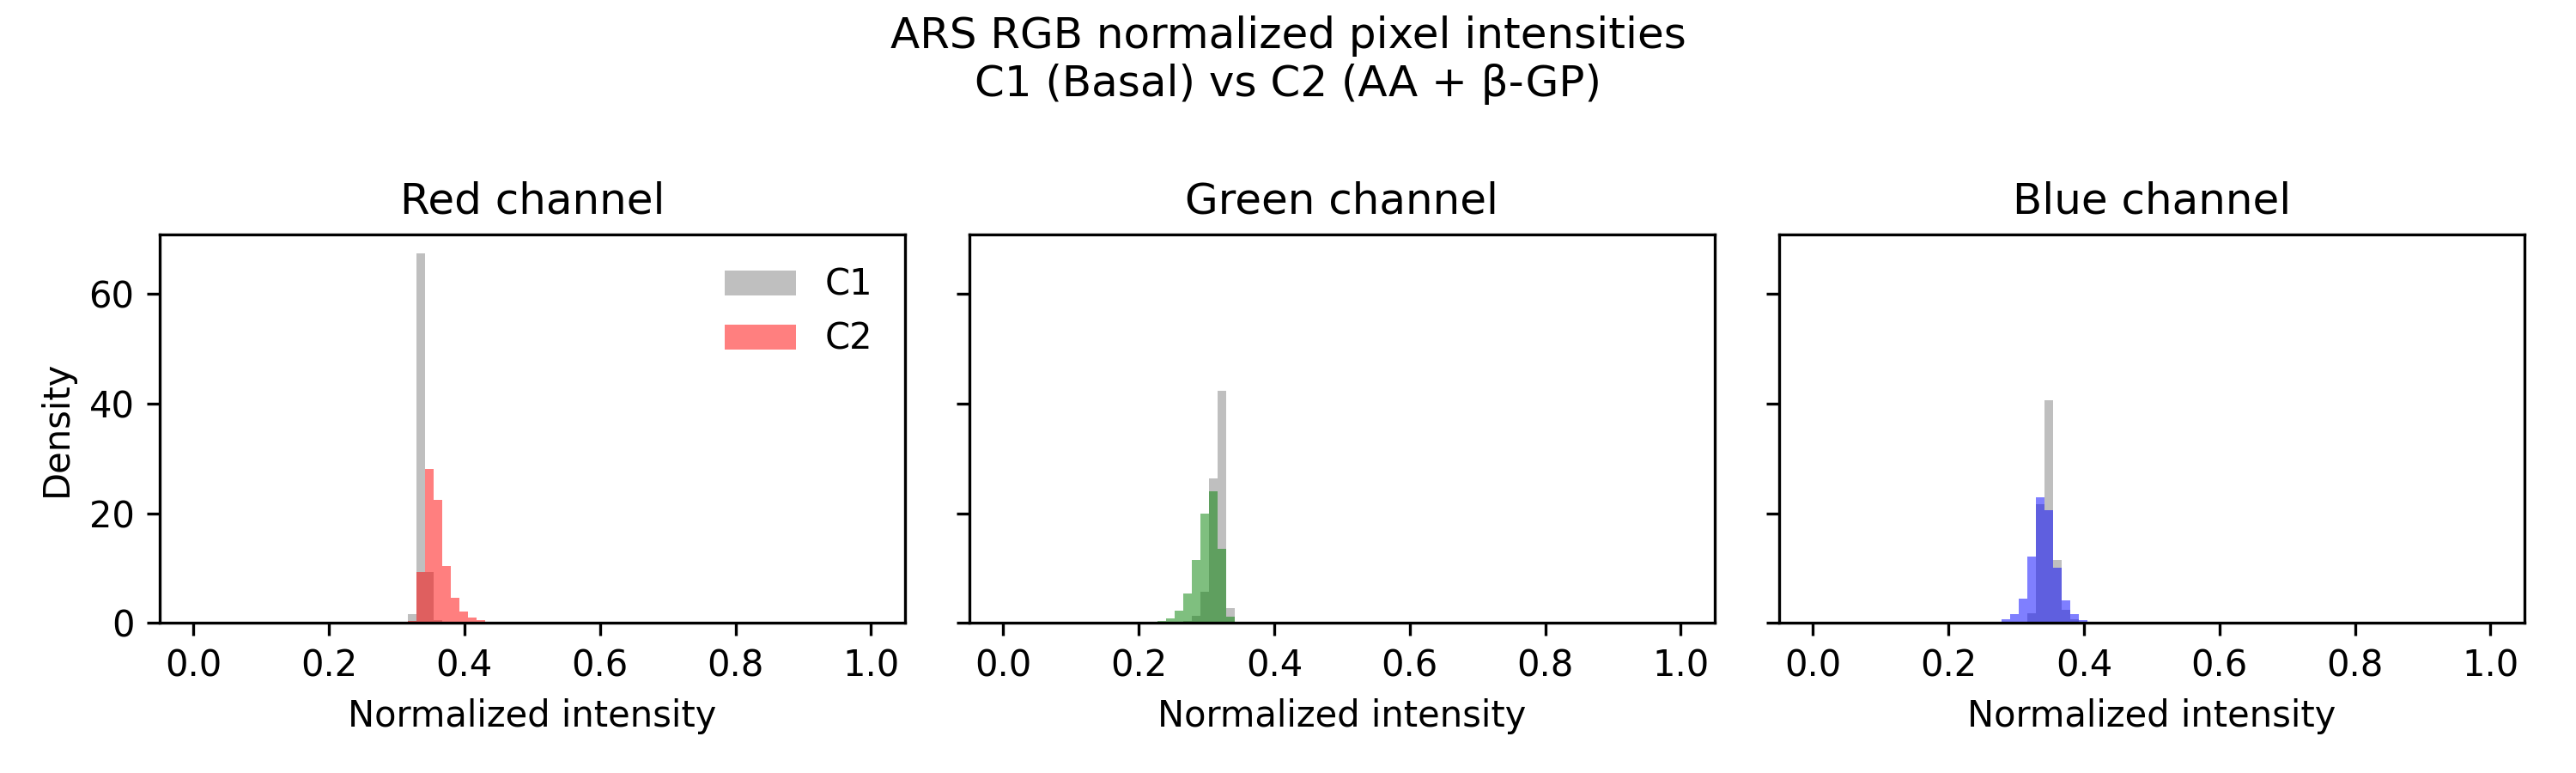 ARS RGB normalized pixel intensities
C1 (Basal) vs C2 (AA + β-GP)
Red channel
Green channel
Blue channel
C1
C2
Density
60
40
20
0
0.0 0.2 0.4 0.6 0.8 1.0
0.0 0.2 0.4 0.6 0.8 1.0
0.0 0.2 0.4 0.6 0.8 1.0
Normalized intensity
Normalized intensity
Normalized intensity